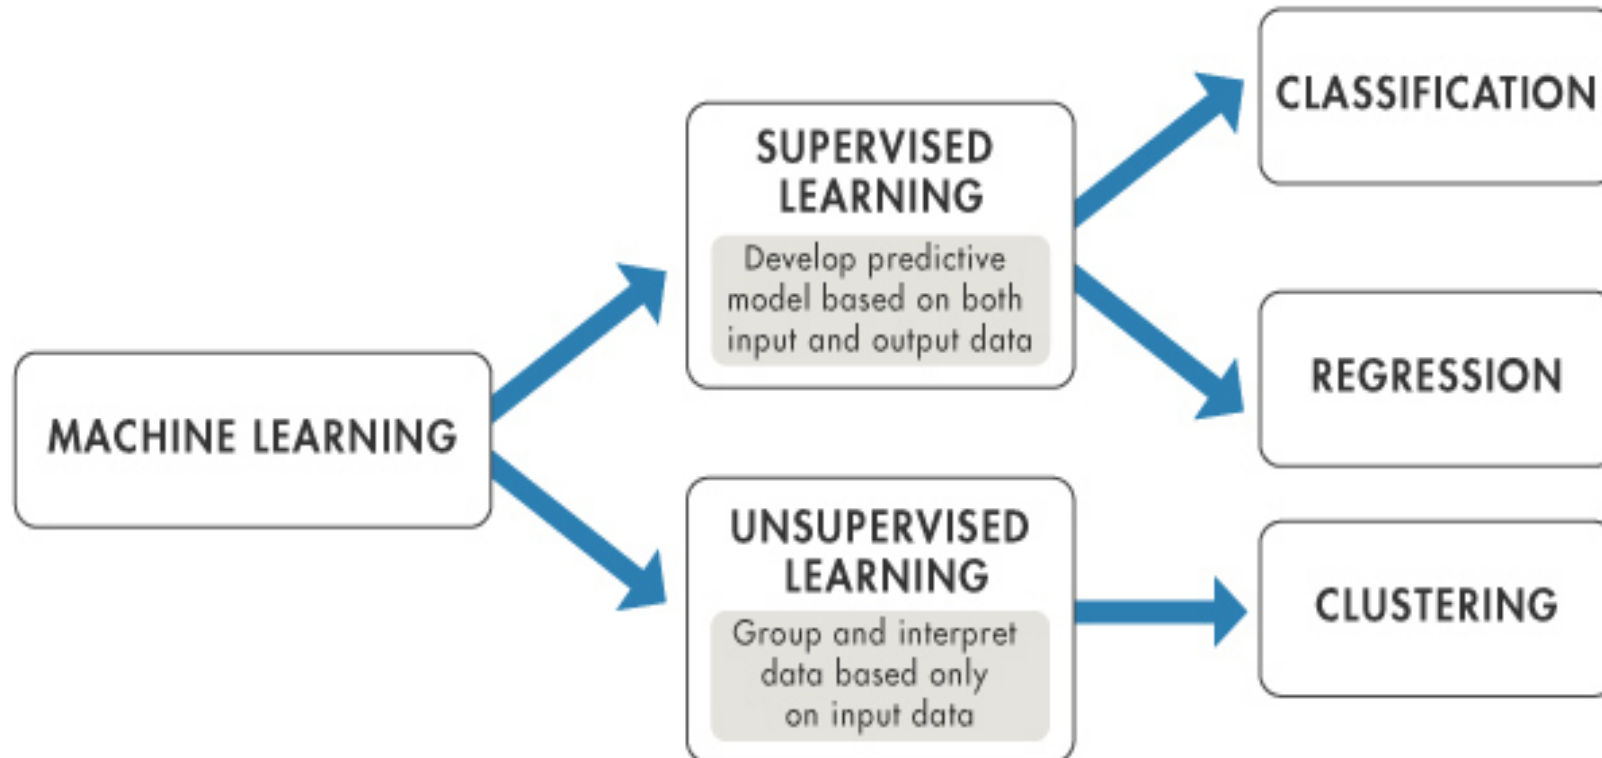 MACHINE LEARNING
SUPERVISED
LEARNING
Develop predictive
model based on both
input and output data
UNSUPERVISED
LEARNING
Group and interpret
data based only
on input data
CLASSIFICATION
REGRESSION
CLUSTERING